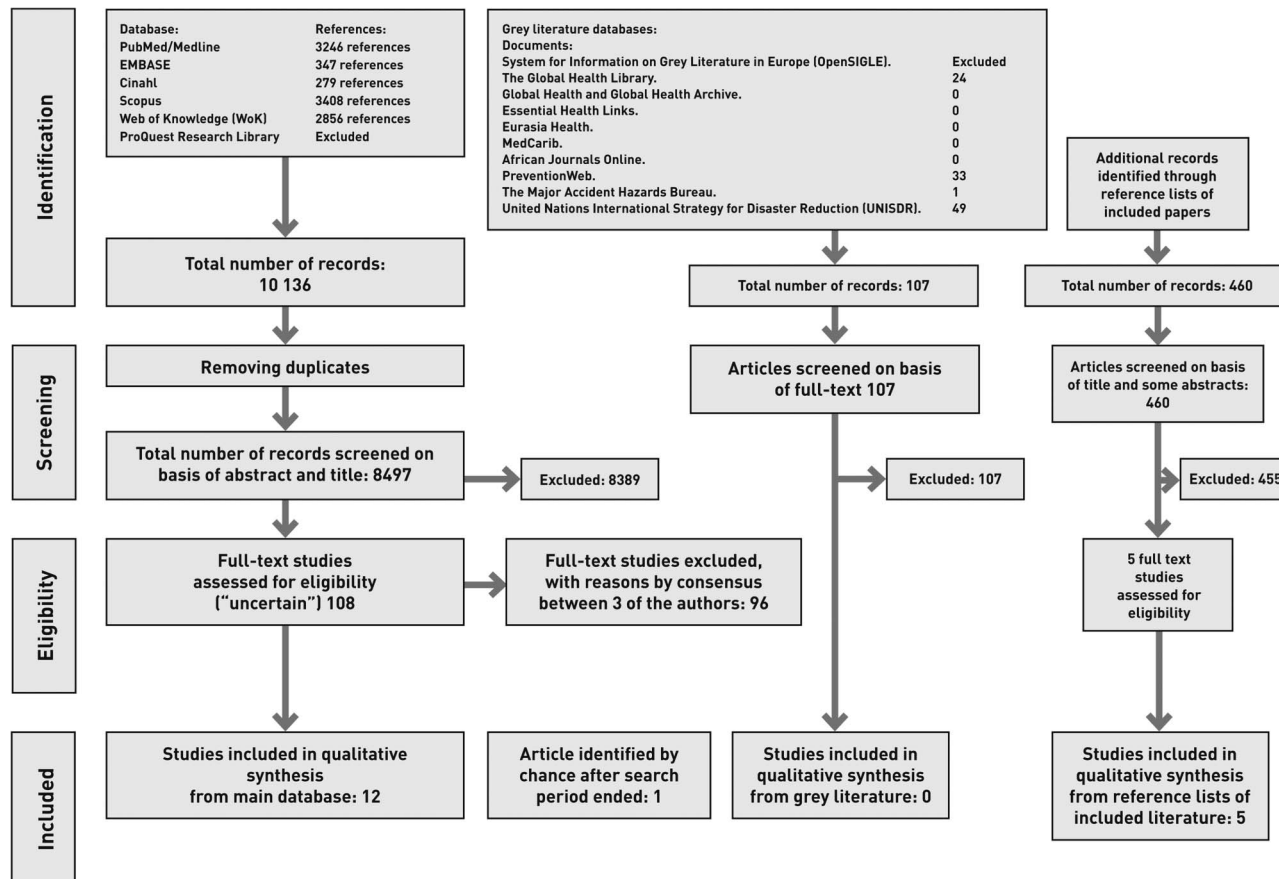 Identification
Database: References:
PubMed/Medline 3246 references
EMBASE 347 references
Cinahl 279 references
Scopus 3408 references
Web of Knowledge (WoK) 2856 references
ProQuest Research Library Excluded
Grey literature databases:
Documents:
System for Information on Grey Literature in Europe (OpenSIGLE). Excluded
The Global Health Library. 24
Global Health and Global Health Archive. 0
Essential Health Links. 0
Eurasia Health. 0
MedCarib. 0
African Journals Online. 0
PreventionWeb. 33
The Major Accident Hazards Bureau. 1
United Nations International Strategy for Disaster Reduction (UNISDR). 49
Additional records
identified through
reference lists of
included papers
Total number of records:
10 136
Total number of records: 107
Total number of records: 460
Screening
Removing duplicates
Articles screened on basis
of full-text 107
Articles screened on basis
of title and some abstracts:
460
Total number of records screened on
basis of abstract and title: 8497
Excluded: 8389
Excluded: 107
Excluded: 455
Eligibility
Full-text studies
assessed for eligibility
(“uncertain”) 108
Full-text studies excluded,
with reasons by consensus
between 3 of the authors: 96
5 full text
studies
assessed for
eligibility
Included
Studies included in qualitative
synthesis
from main database: 12
Article identified by
chance after search
period ended: 1
Studies included in
qualitative synthesis
from grey literature: 0
Studies included in
qualitative synthesis
from reference lists of
included literature: 5